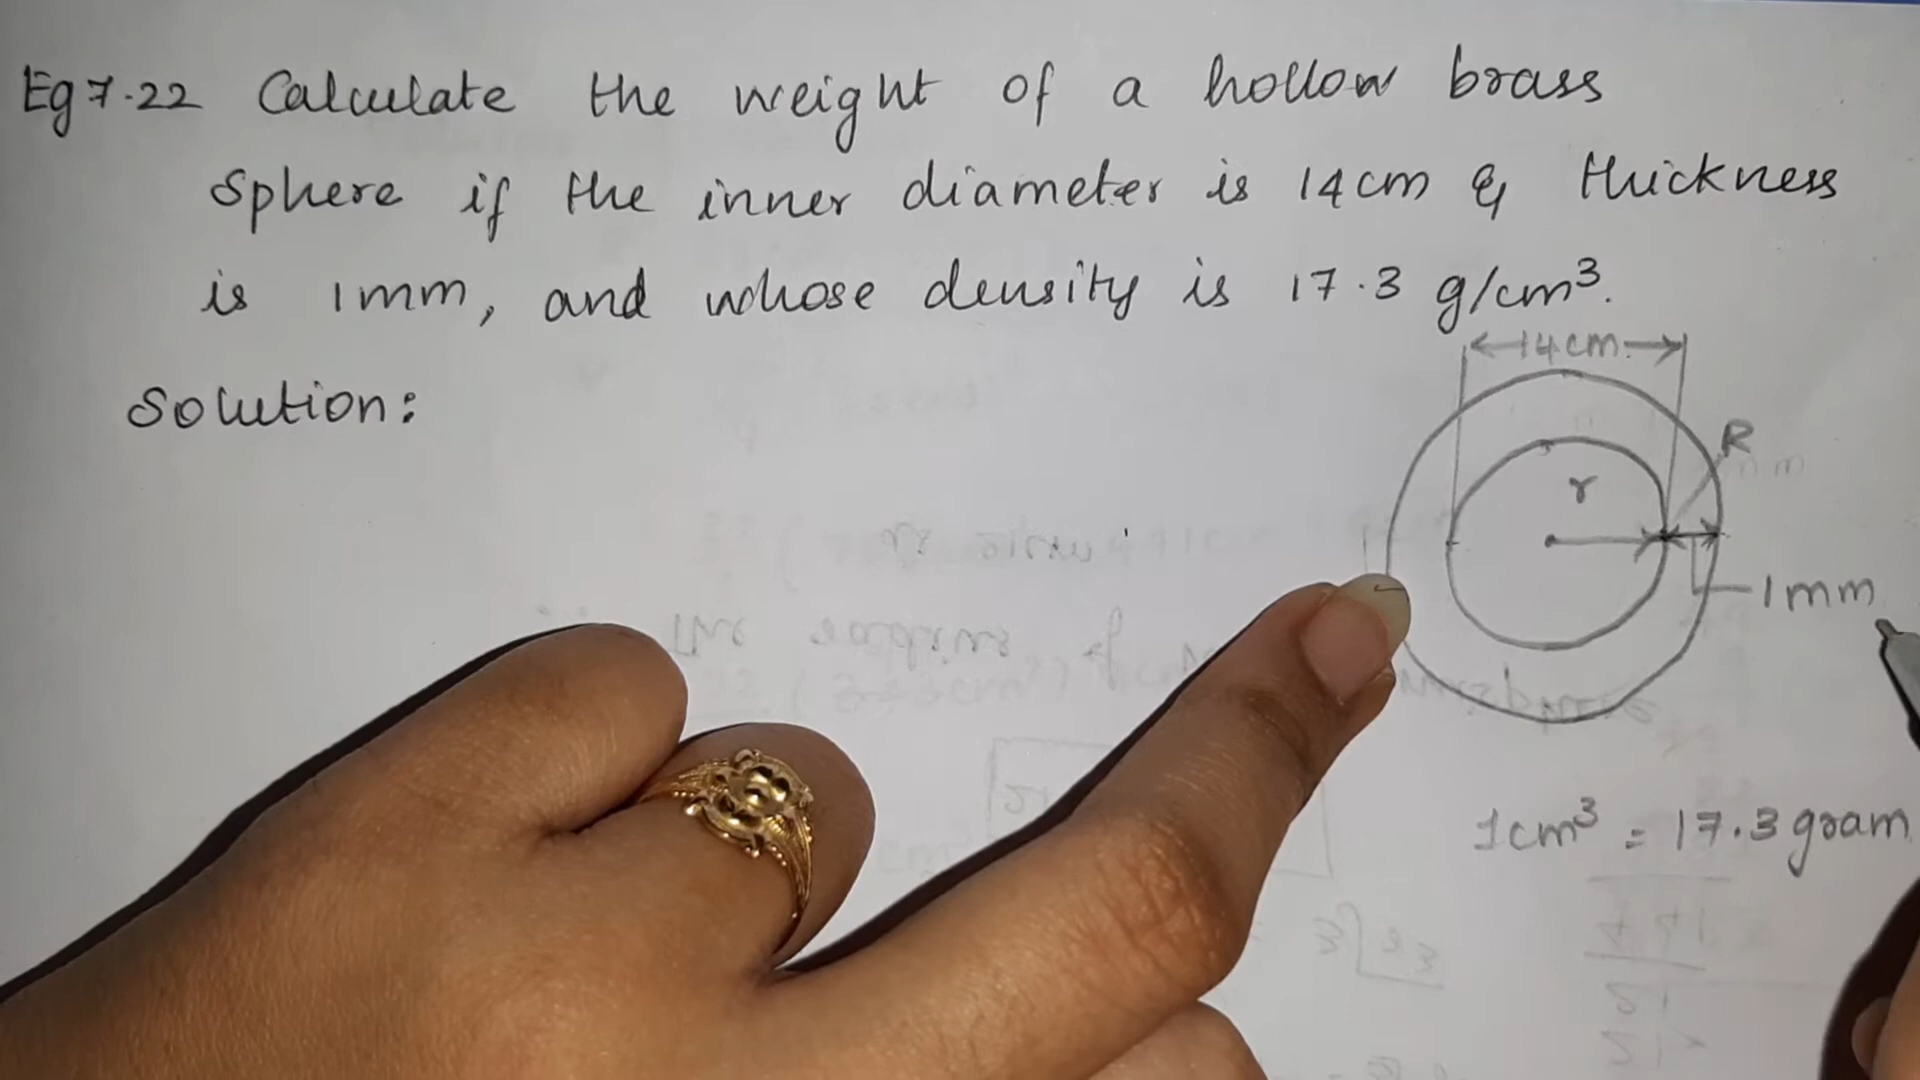 Eg 7.22 Calculate the weight of a hollow brass
sphere if the inner diameter is 14cm & thickness
is 1mm, and whose density is 17.3 g/cm³.
Solution:
14cm.
R
r
1mm
1cm³ = 17.3 gram